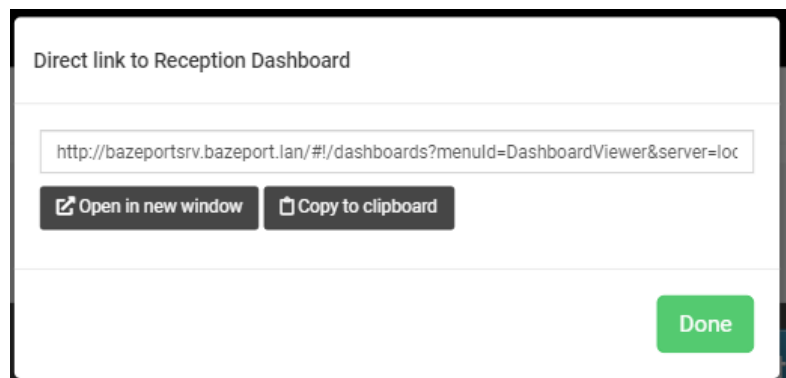 Direct link to Reception Dashboard
http://bazeportsrv.bazeport.lan/#!/dashboards?menuId=DashboardViewer&server=loc
Open in new window Copy to clipboard
Done